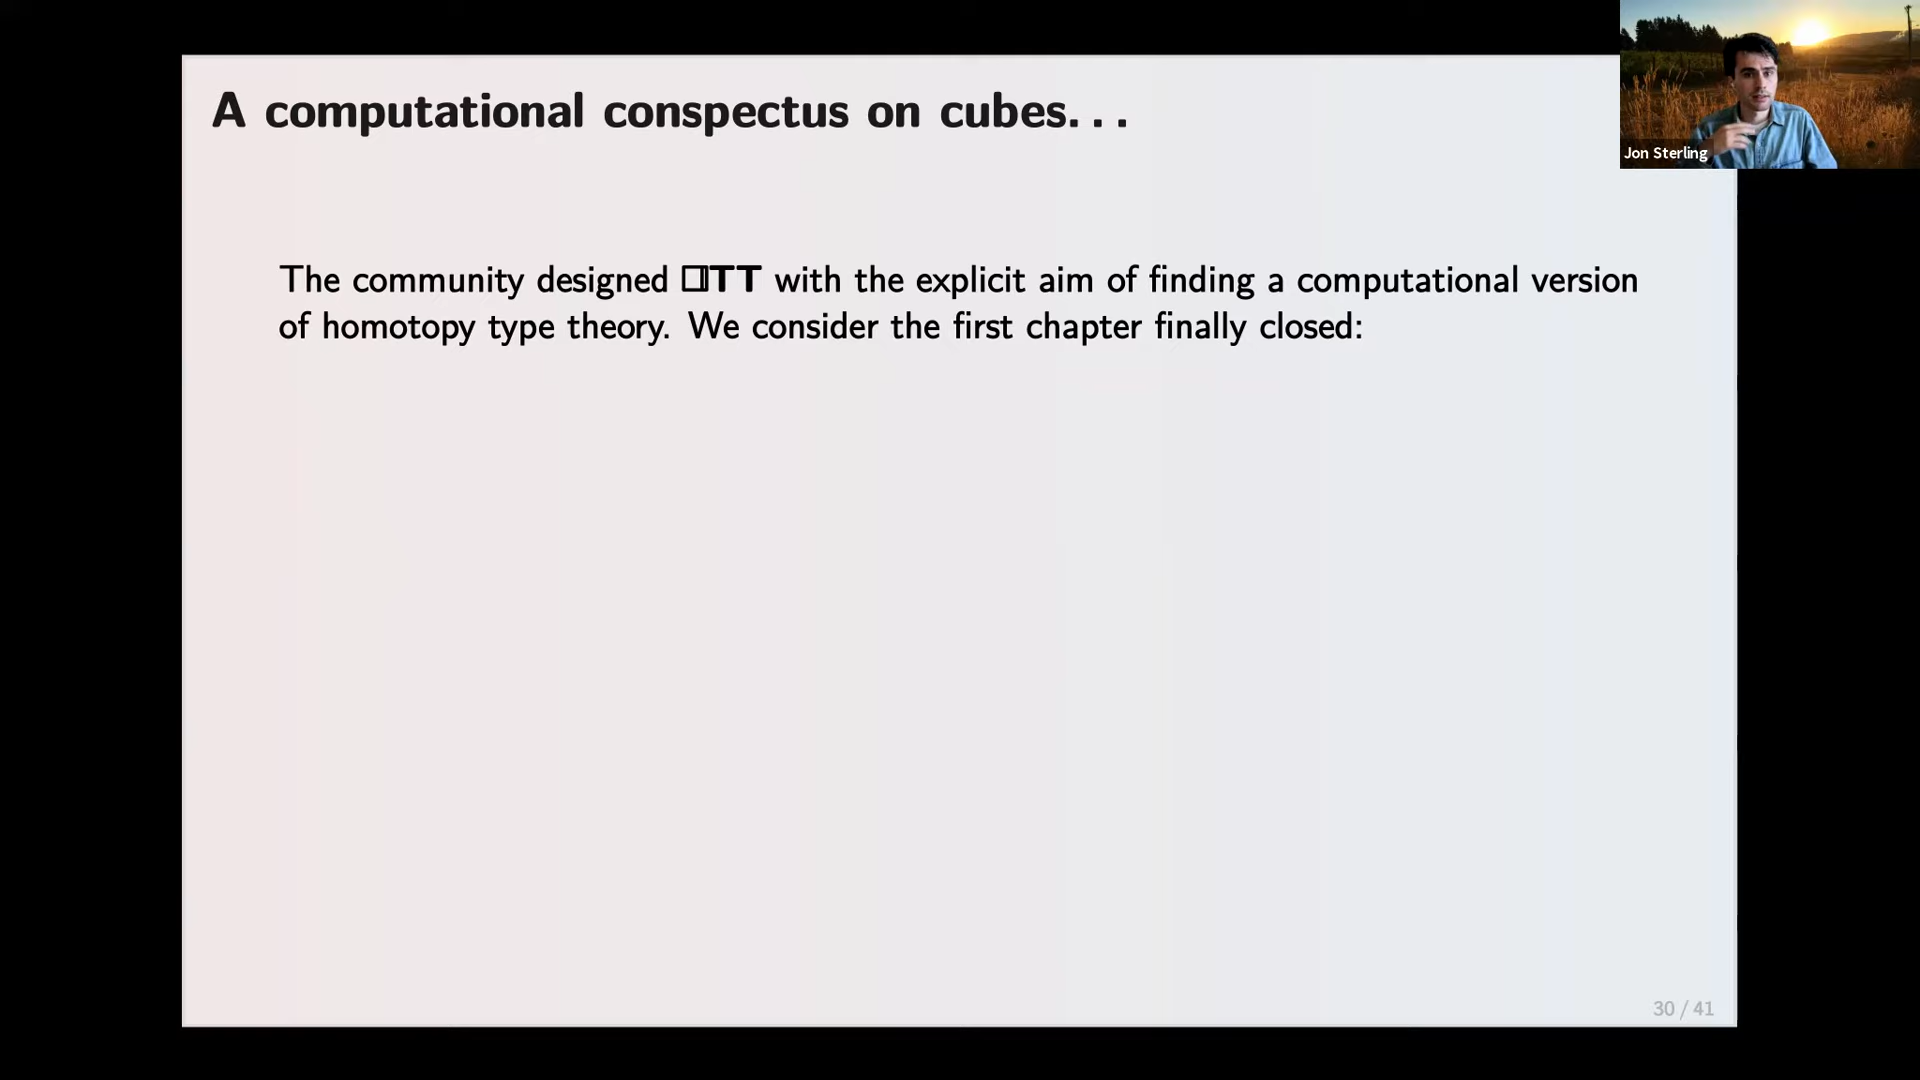 A computational conspectus on cubes...
Jon Sterling
The community designed □TT with the explicit aim of finding a computational version
of homotopy type theory. We consider the first chapter finally closed:
30 / 41